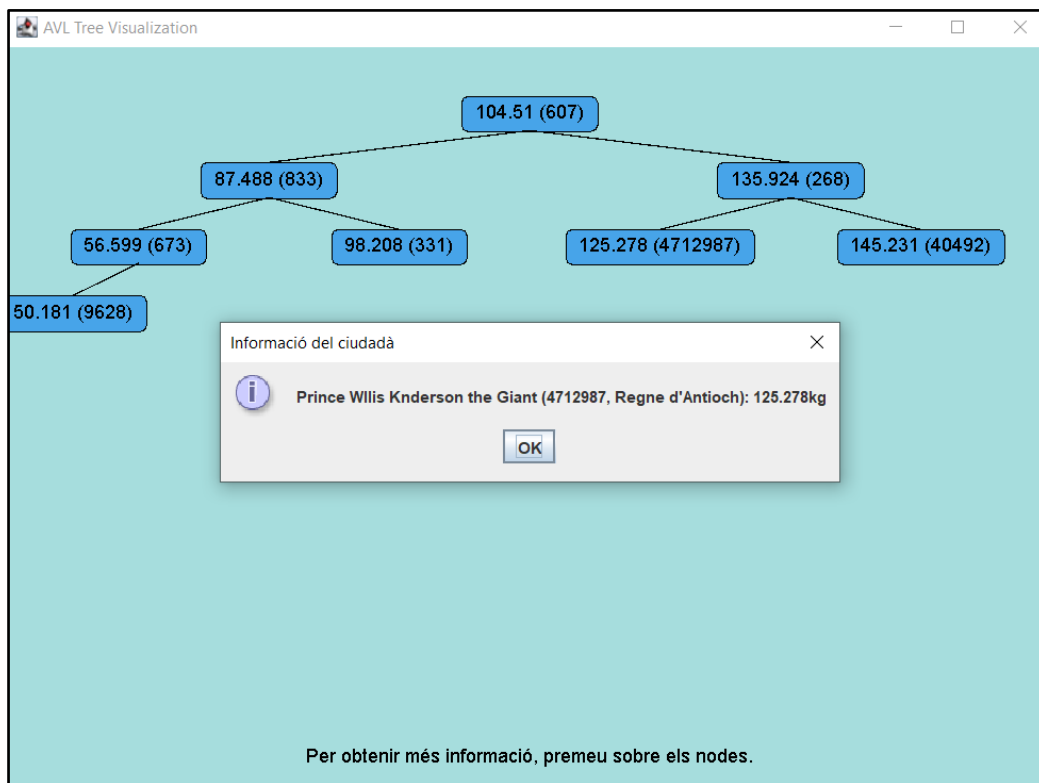 AVL Tree Visualization
104.51 (607)
87.488 (833)
135.924 (268)
56.599 (673)
98.208 (331)
125.278 (4712987)
145.231 (40492)
50.181 (9628)
Informació del ciudadà
Prince Wllis Knderson the Giant (4712987, Regne d'Antioch): 125.278kg
OK
Per obtenir més informació, premeu sobre els nodes.